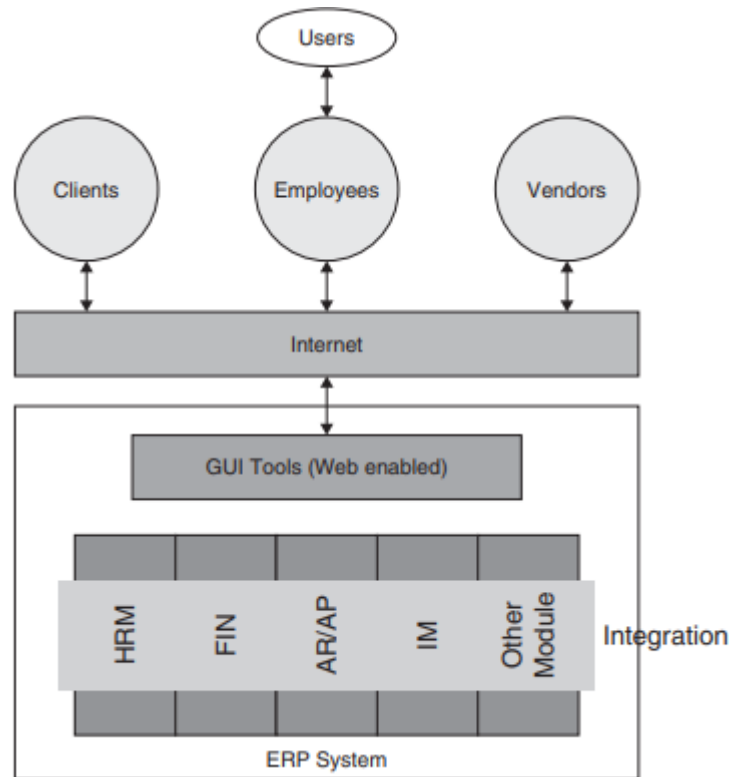 Users
Clients
Employees
Vendors
Internet
GUI Tools (Web enabled)
HRM
FIN
AR/AP
IM
Other
Module
Integration
ERP System